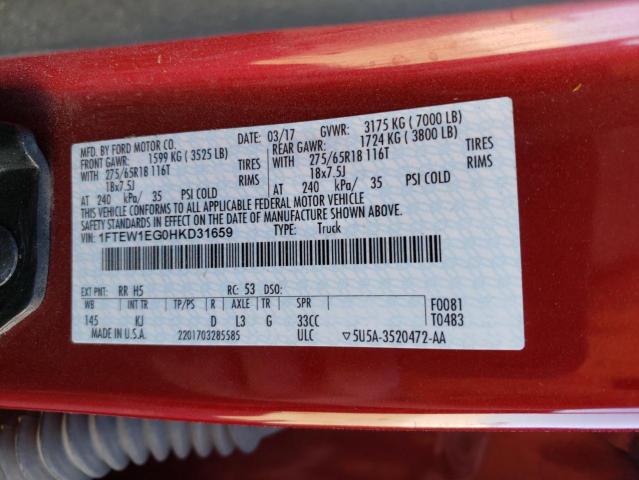 MFD. BY FORD MOTOR CO. 03/17 GVWR: 3175 KG ( 7000 LB)
FRONT GAWR: 1599 KG ( 3525 LB) REAR GAWR: 1724 KG ( 3800 LB)
WITH 275/65R18 116T TIRES WITH 275/65R18 116T TIRES
18x7.5J RIMS 18x7.5J RIMS
AT 240 kPa/ 35 PSI COLD AT 240 kPa/ 35 PSI COLD
THIS VEHICLE CONFORMS TO ALL APPLICABLE FEDERAL MOTOR VEHICLE
SAFETY STANDARDS IN EFFECT ON THE DATE OF MANUFACTURE SHOWN ABOVE.
VIN: 1FTEW1EG0HKD31659 TYPE: Truck
EXT PNT: RR H5 RC: 53 DSO:
WB INT TR TP/PS R AXLE TR SPR F0081
145 KJ D L3 G 33CC T0483
MADE IN U.S.A. 2201703285585 ULC ▽5U5A-3520472-AA